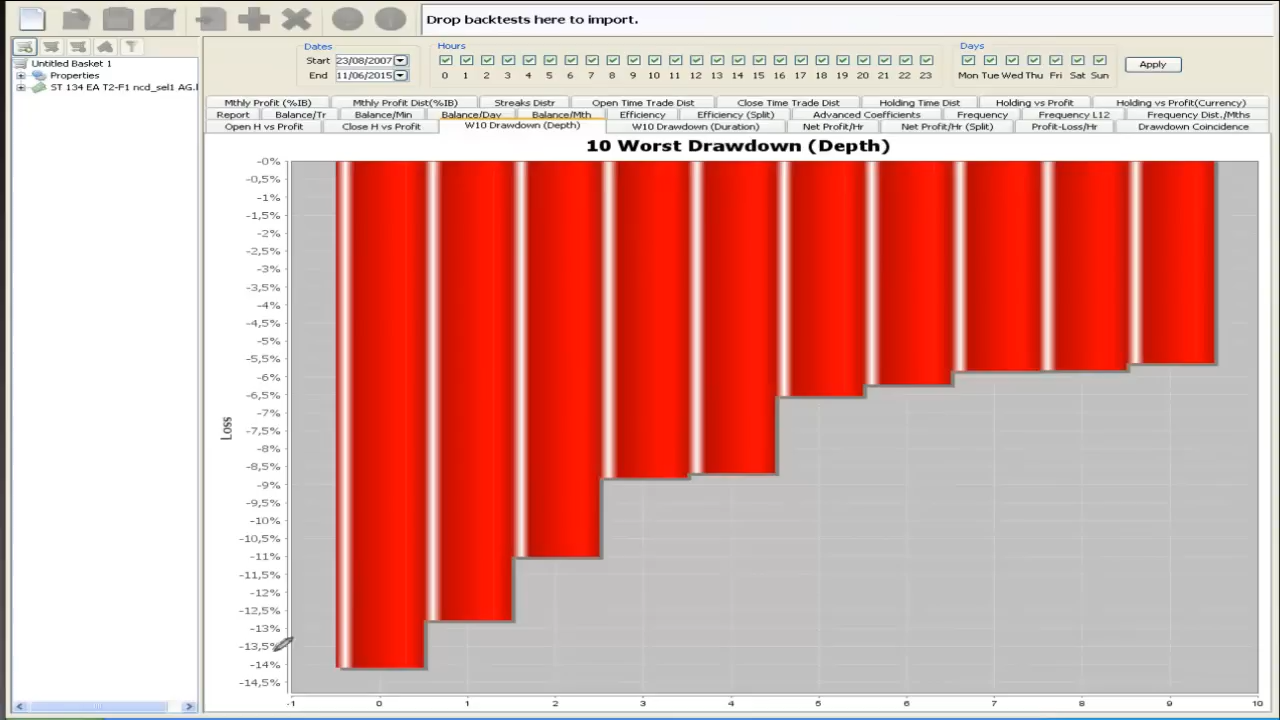 Drop backtests here to import.
Dates
Hours
Days
Start 23/08/2007
End 11/06/2015
0 1 2 3 4 5 6 7 8 9 10 11 12 13 14 15 16 17 18 19 20 21 22 23
Mon Tue Wed Thu Fri Sat Sun
Apply
Untitled Basket 1
Properties
ST 134 EA T2-F1 ncd_sel1 AG.
Mthly Profit (%IB) Mthly Profit Dist(%IB) Streaks Distr Open Time Trade Dist Close Time Trade Dist Holding Time Dist Holding vs Profit Holding vs Profit(Currency)
Report Balance/Tr Balance/Min Balance/Day Balance/Mth Efficiency Efficiency (Split) Advanced Coefficients Frequency Frequency L12 Frequency Dist./Mths
Open H vs Profit Close H vs Profit W10 Drawdown (Depth) W10 Drawdown (Duration) Net Profit/Hr Net Profit/Hr (Split) Profit-Loss/Hr Drawdown Coincidence
10 Worst Drawdown (Depth)
-0%
-0,5%
-1%
-1,5%
-2%
-2,5%
-3%
-3,5%
-4%
-4,5%
-5%
-5,5%
-6%
-6,5%
-7%
-7,5%
-8%
-8,5%
-9%
-9,5%
-10%
-10,5%
-11%
-11,5%
-12%
-12,5%
-13%
-13,5%
-14%
-14,5%
Loss
-1 0 1 2 3 4 5 6 7 8 9 10